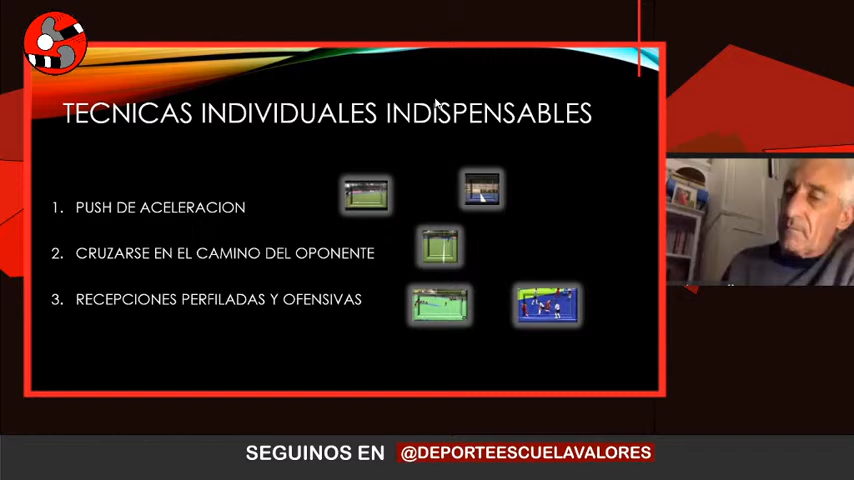 TECNICAS INDIVIDUALES INDISPENSABLES
1. PUSH DE ACELERACION
2. CRUZARSE EN EL CAMINO DEL OPONENTE
3. RECEPCIONES PERFILADAS Y OFENSIVAS
SEGUINOS EN @DEPORTEESCUELAVALORES